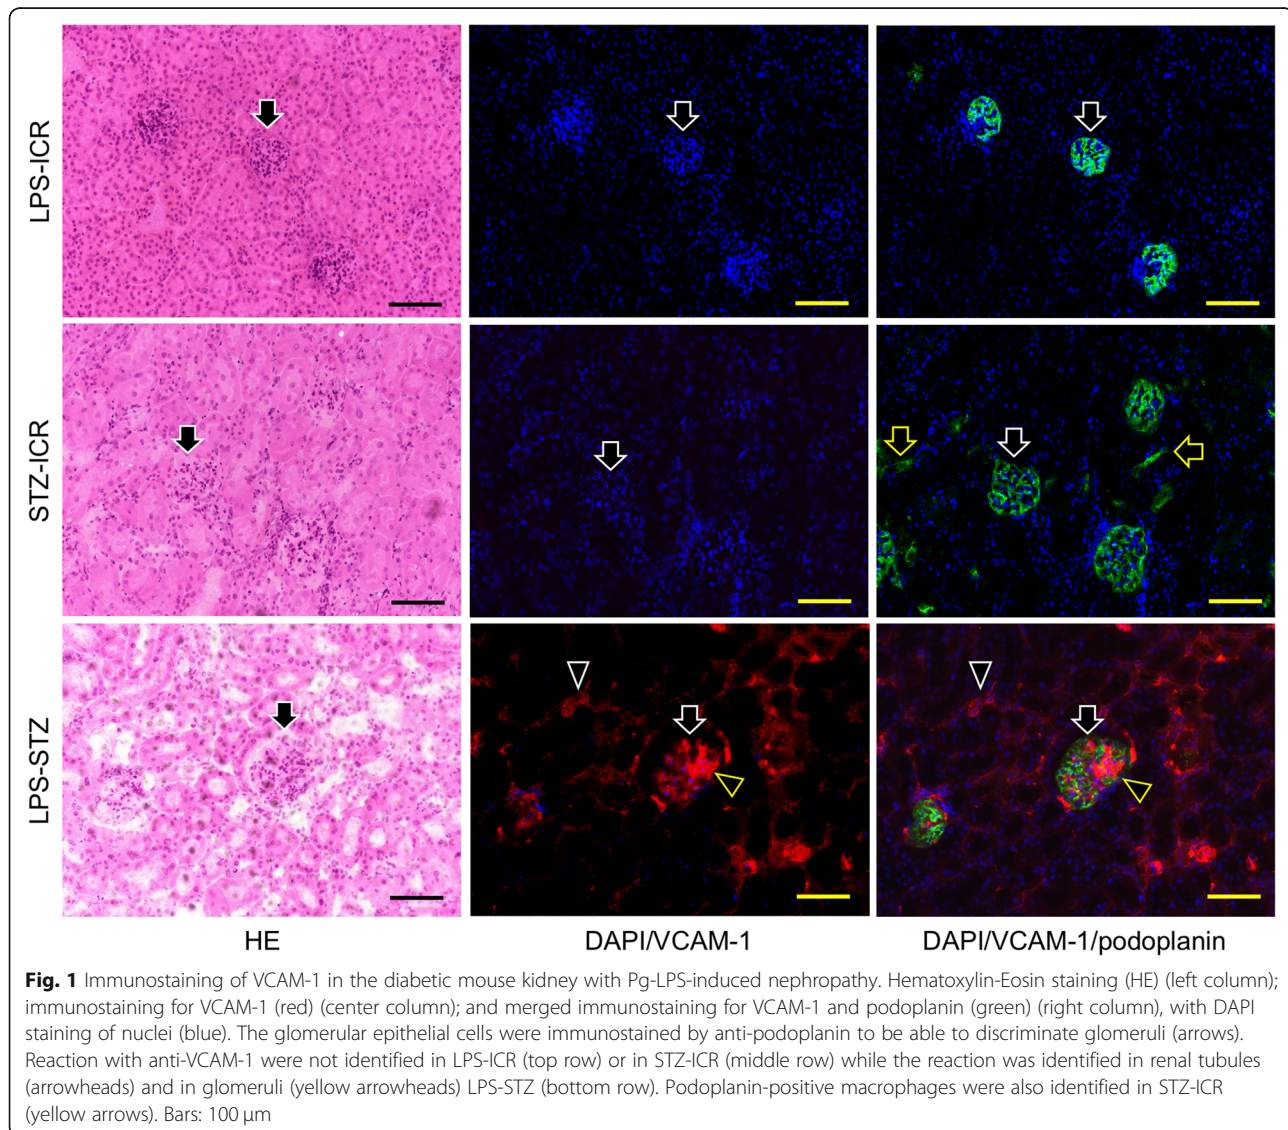 LPS-ICR
STZ-ICR
LPS-STZ
HE
DAPI/VCAM-1
DAPI/VCAM-1/podoplanin
Fig. 1 Immunostaining of VCAM-1 in the diabetic mouse kidney with Pg-LPS-induced nephropathy. Hematoxylin-Eosin staining (HE) (left column);
immunostaining for VCAM-1 (red) (center column); and merged immunostaining for VCAM-1 and podoplanin (green) (right column), with DAPI
staining of nuclei (blue). The glomerular epithelial cells were immunostained by anti-podoplanin to be able to discriminate glomeruli (arrows).
Reaction with anti-VCAM-1 were not identified in LPS-ICR (top row) or in STZ-ICR (middle row) while the reaction was identified in renal tubules
(arrowheads) and in glomeruli (yellow arrowheads) LPS-STZ (bottom row). Podoplanin-positive macrophages were also identified in STZ-ICR
(yellow arrows). Bars: 100 μm